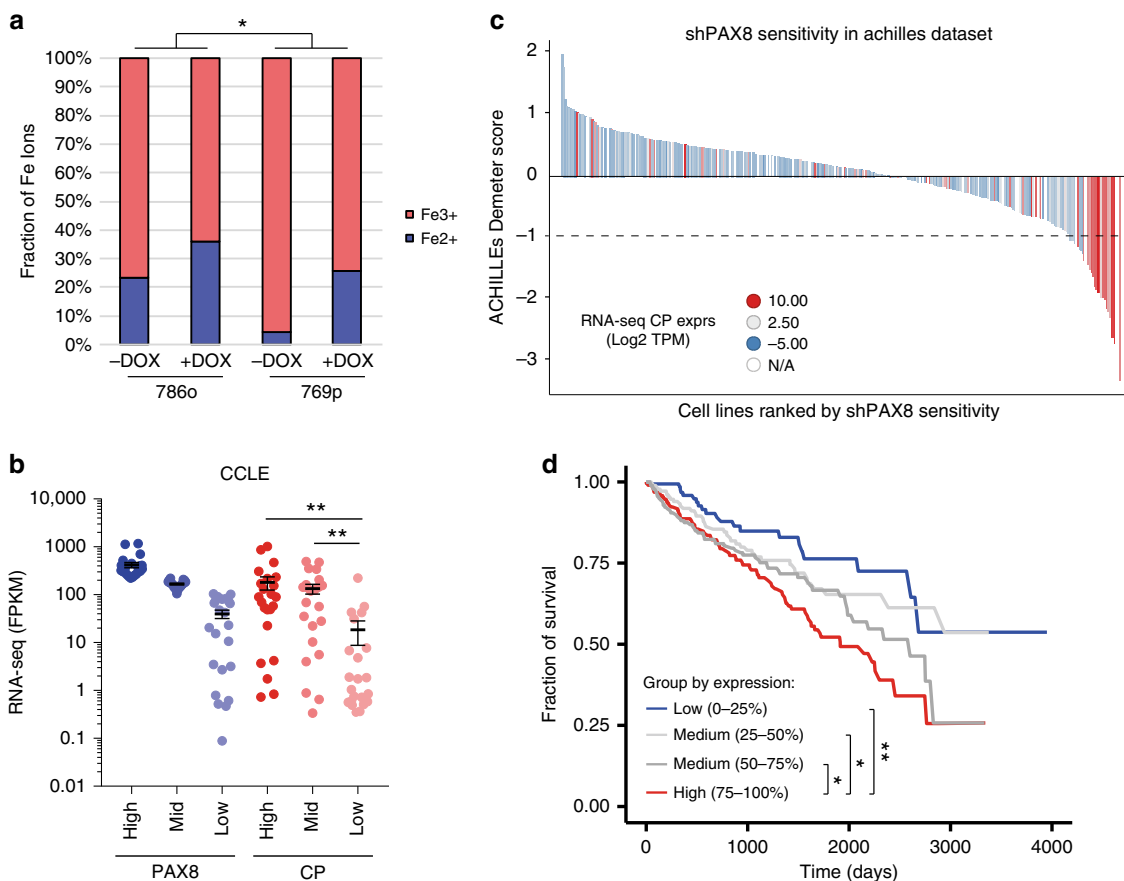 a
*
100%
90%
80%
70%
60%
50%
40%
30%
20%
10%
0%
Fraction of Fe Ions
–DOX +DOX –DOX +DOX
786o 769p
Fe3+
Fe2+
c
shPAX8 sensitivity in achilles dataset
2
1
0
–1
–2
–3
ACHILLEs Demeter score
RNA-seq CP exprs
(Log2 TPM)
10.00
2.50
–5.00
N/A
Cell lines ranked by shPAX8 sensitivity
b
CCLE
10,000
1000
100
10
1
0.1
0.01
RNA-seq (FPKM)
**
**
High Mid Low High Mid Low
PAX8 CP
d
1.00
0.75
0.50
0.25
0.00
Fraction of survival
Group by expression:
Low (0–25%)
Medium (25–50%)
Medium (50–75%)
High (75–100%)
*
*
**
0 1000 2000 3000 4000
Time (days)